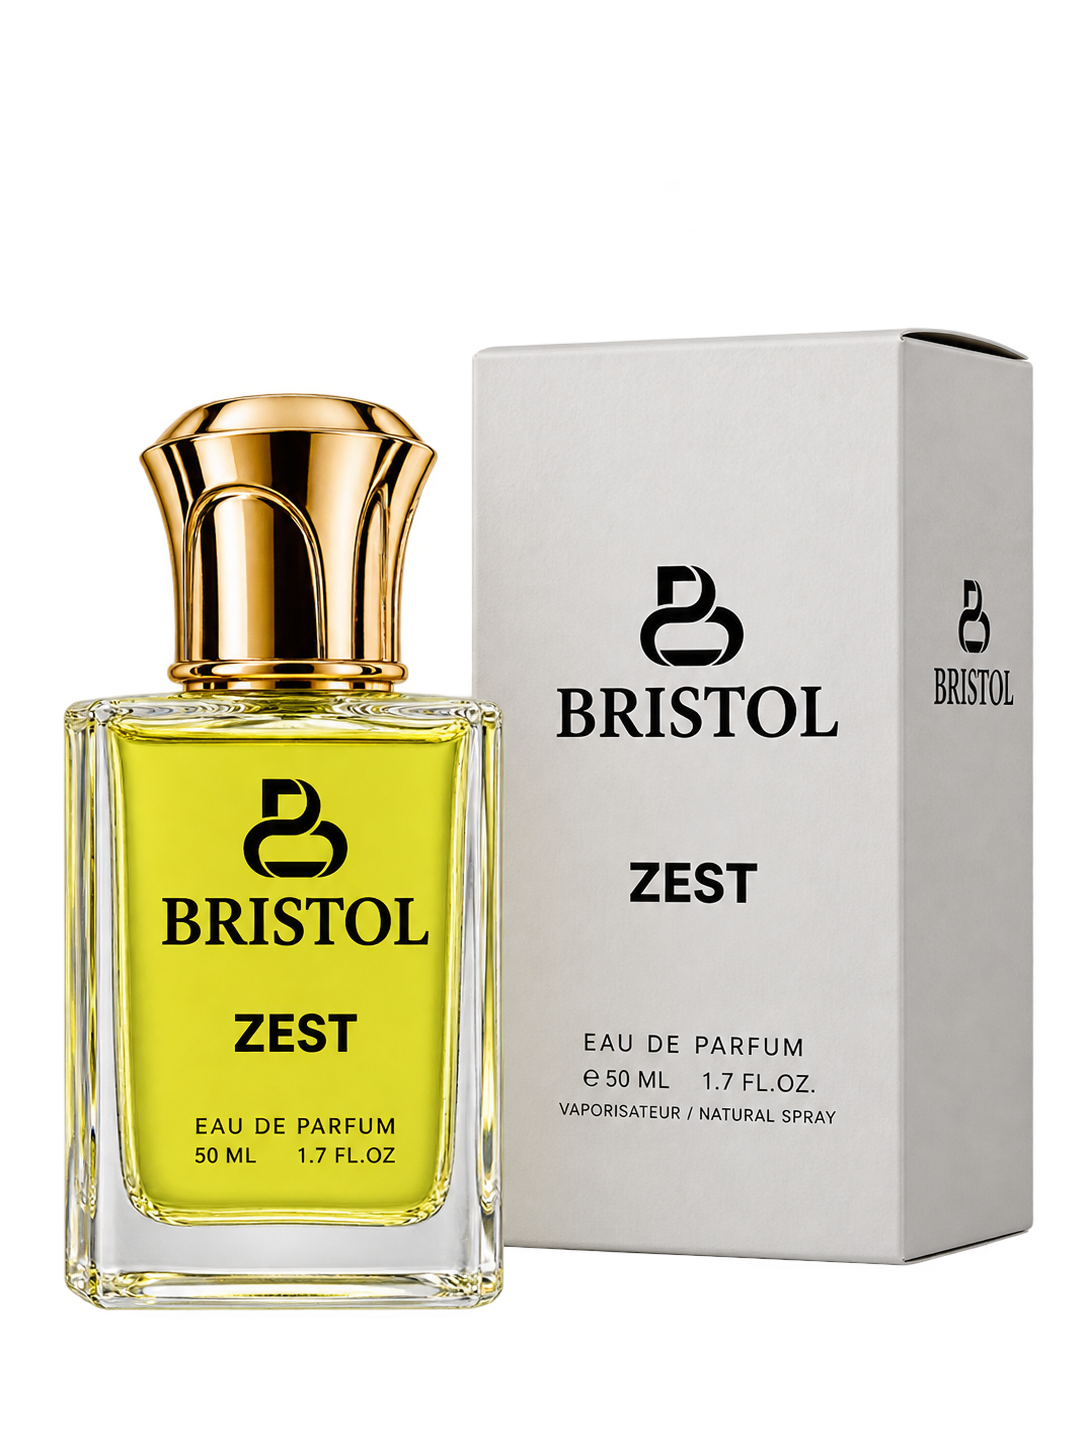 BRISTOL
ZEST
EAU DE PARFUM
50 ML 1.7 FL.OZ
BRISTOL
ZEST
EAU DE PARFUM
℮ 50 ML 1.7 FL.OZ.
VAPORISATEUR / NATURAL SPRAY
BRISTOL